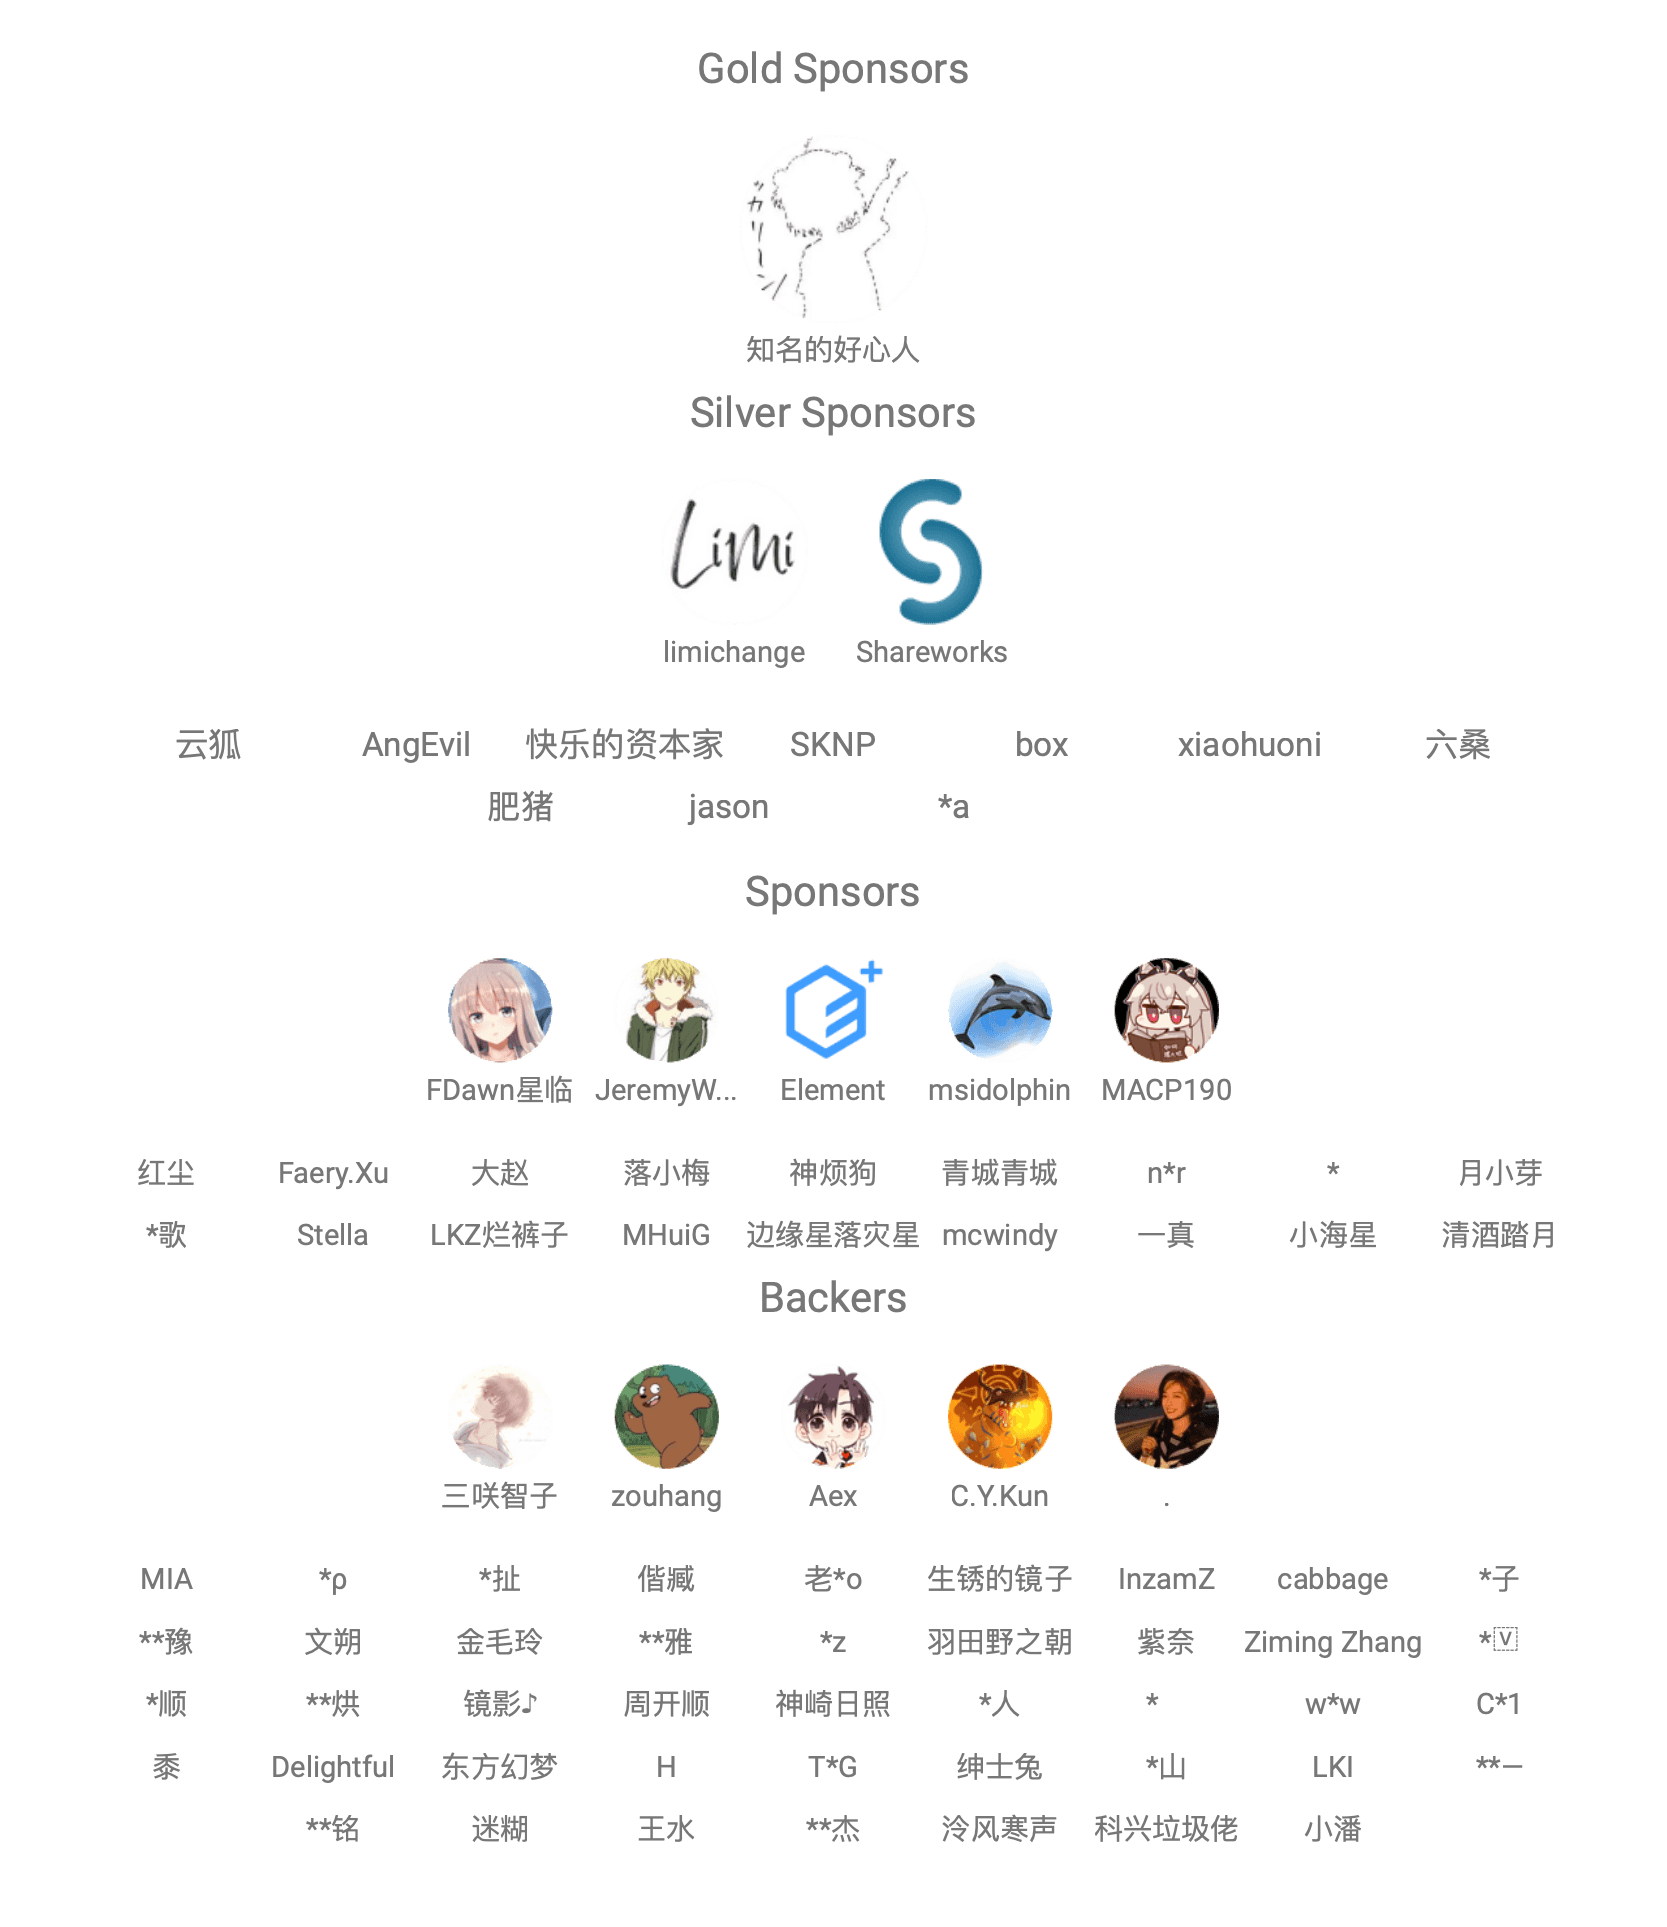 Gold Sponsors
ッカリーン
知名的好心人
Silver Sponsors
Limi
limichange Shareworks
云狐 AngEvil 快乐的资本家 SKNP box xiaohuoni 六桑
肥猪 jason *a
Sponsors
FDawn星临 JeremyW... Element msidolphin MACP190
红尘 Faery.Xu 大赵 落小梅 神烦狗 青城青城 n*r * 月小芽
*歌 Stella LKZ烂裤子 MHuiG 边缘星落灾星 mcwindy 一真 小海星 清酒踏月
Backers
三咲智子 zouhang Aex C.Y.Kun .
MIA *ρ *扯 偕臧 老*o 生锈的镜子 InzamZ cabbage *子
**豫 文朔 金毛玲 **雅 *z 羽田野之朝 紫奈 Ziming Zhang *🇻
*顺 **烘 镜影♪ 周开顺 神崎日照 *人 * w*w C*1
黍 Delightful 东方幻梦 H T*G 绅士兔 *山 LKI **一
**铭 迷糊 王水 **杰 泠风寒声 科兴垃圾佬 小潘